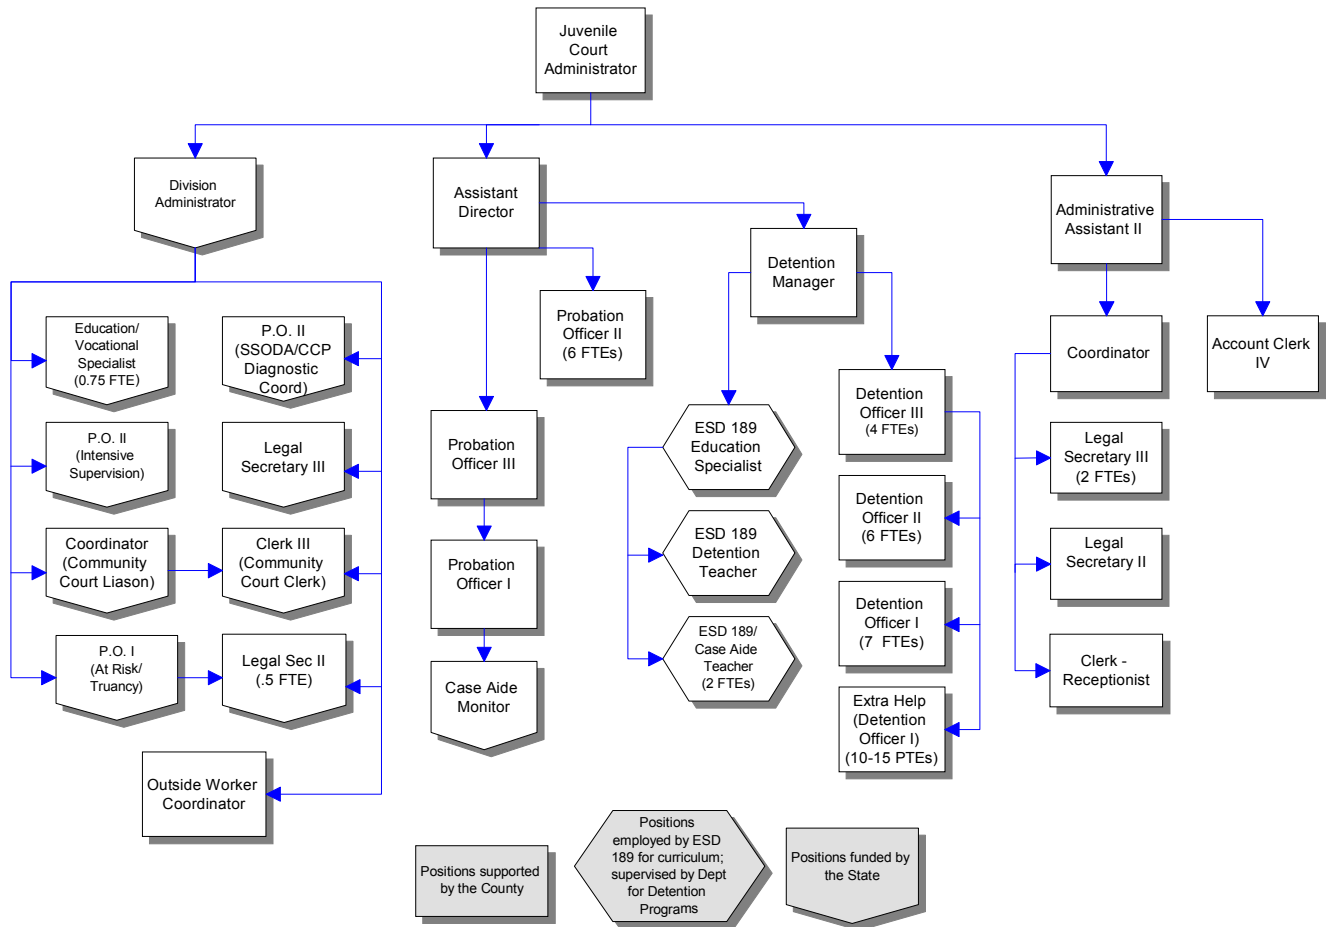 Juvenile
Court
Administrator
Division
Administrator
Assistant
Director
Administrative
Assistant II
Detention
Manager
Education/
Vocational
Specialist
(0.75 FTE)
P.O. II
(SSODA/CCP
Diagnostic
Coord)
Probation
Officer II
(6 FTEs)
Coordinator
Account Clerk
IV
P.O. II
(Intensive
Supervision)
Legal
Secretary III
Probation
Officer III
ESD 189
Education
Specialist
Detention
Officer III
(4 FTEs)
Legal
Secretary III
(2 FTEs)
Coordinator
(Community
Court Liason)
Clerk III
(Community
Court Clerk)
Probation
Officer I
ESD 189
Detention
Teacher
Detention
Officer II
(6 FTEs)
Legal
Secretary II
P.O. I
(At Risk/
Truancy)
Legal Sec II
(.5 FTE)
Case Aide
Monitor
ESD 189/
Case Aide
Teacher
(2 FTEs)
Detention
Officer I
(7 FTEs)
Clerk -
Receptionist
Outside Worker
Coordinator
Extra Help
(Detention
Officer I)
(10-15 PTEs)
Positions supported
by the County
Positions
employed by ESD
189 for curriculum;
supervised by Dept
for Detention
Programs
Positions funded by
the State